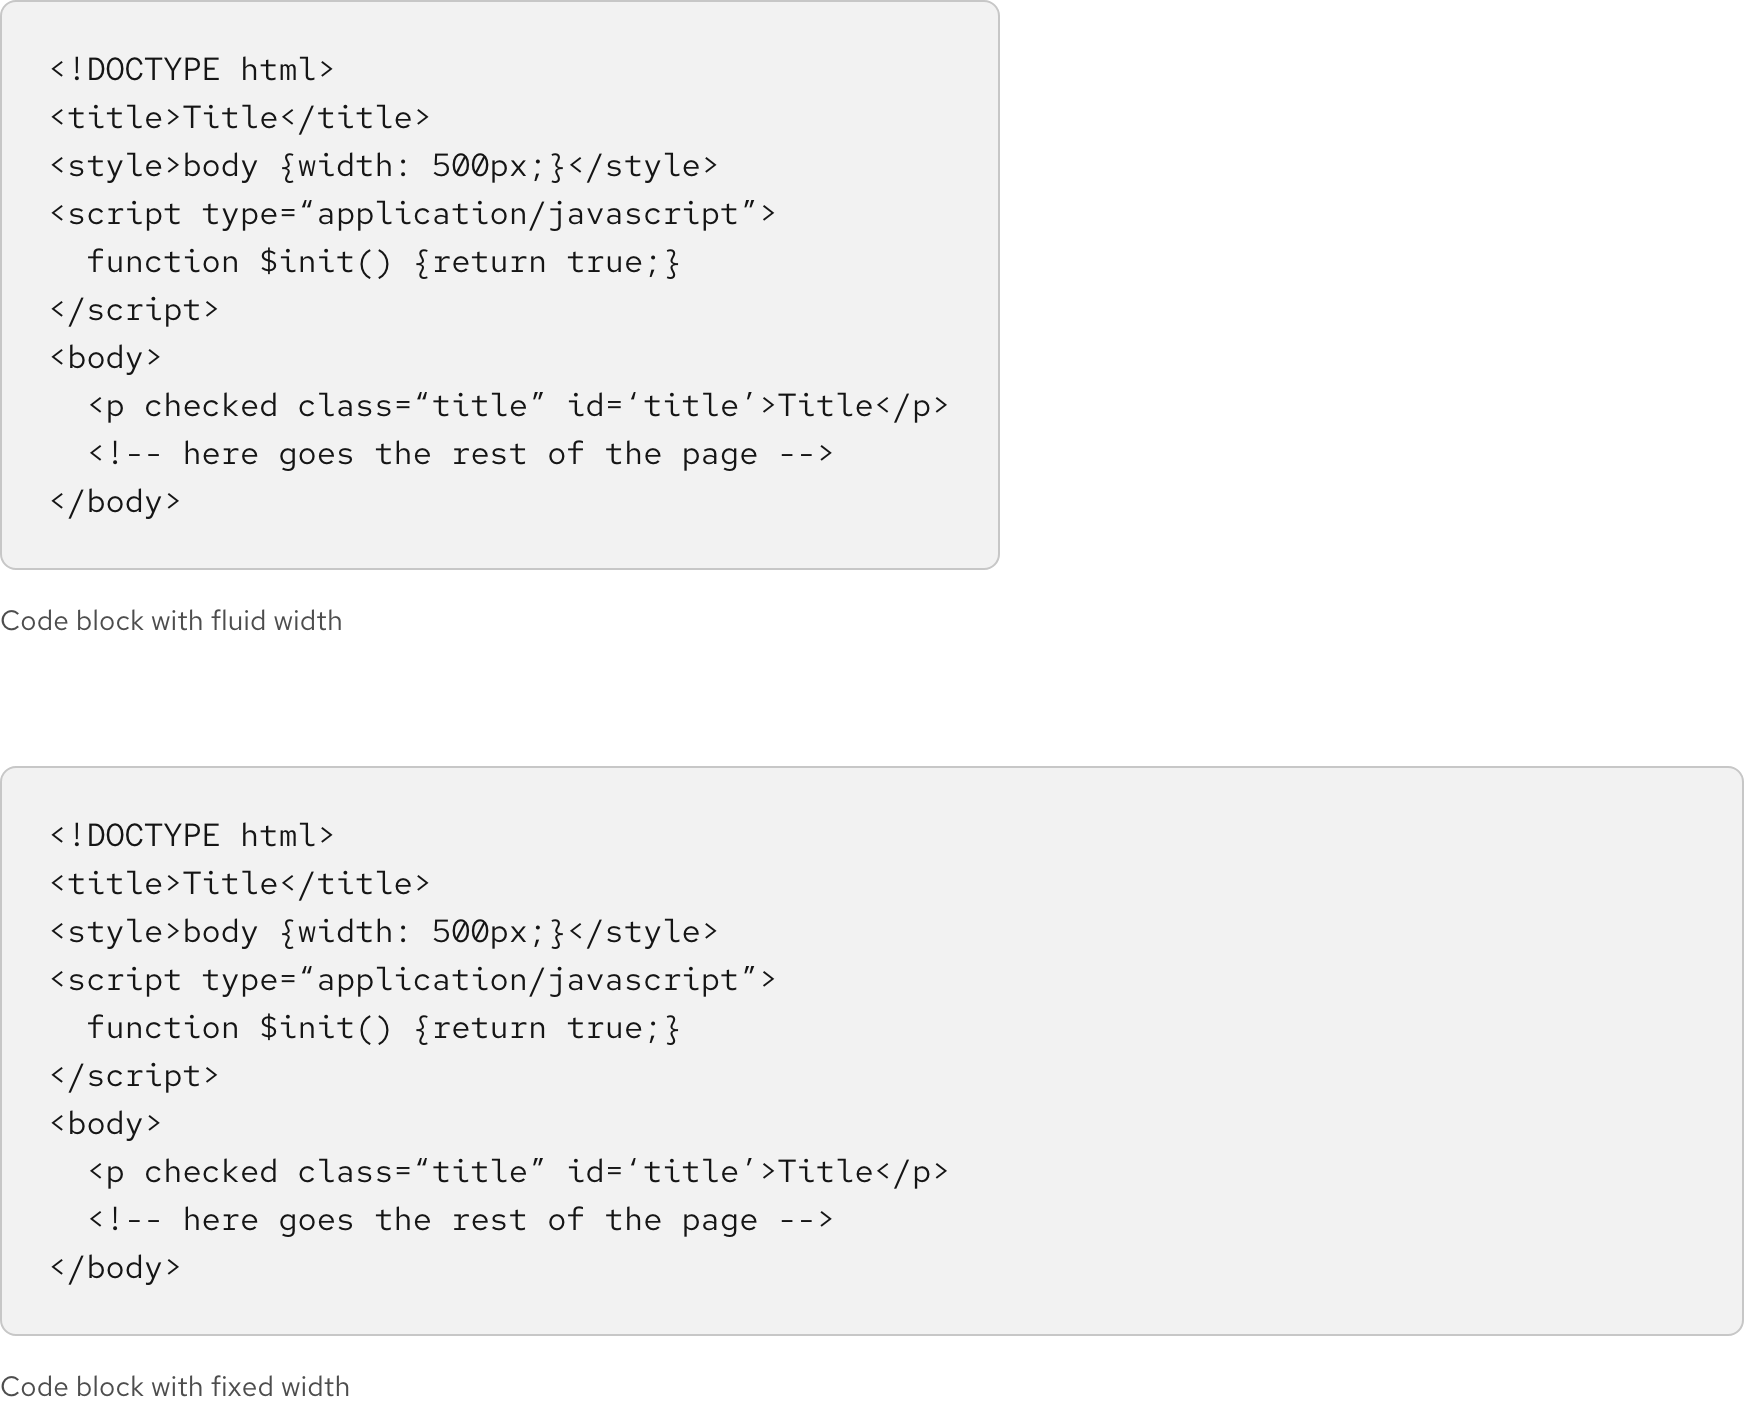 <!DOCTYPE html>
<title>Title</title>
<style>body {width: 500px;}</style>
<script type=“application/javascript”>
  function $init() {return true;}
</script>
<body>
  <p checked class=“title” id=‘title’>Title</p>
  <!-- here goes the rest of the page -->
</body>
Code block with fluid width
<!DOCTYPE html>
<title>Title</title>
<style>body {width: 500px;}</style>
<script type=“application/javascript”>
  function $init() {return true;}
</script>
<body>
  <p checked class=“title” id=‘title’>Title</p>
  <!-- here goes the rest of the page -->
</body>
Code block with fixed width